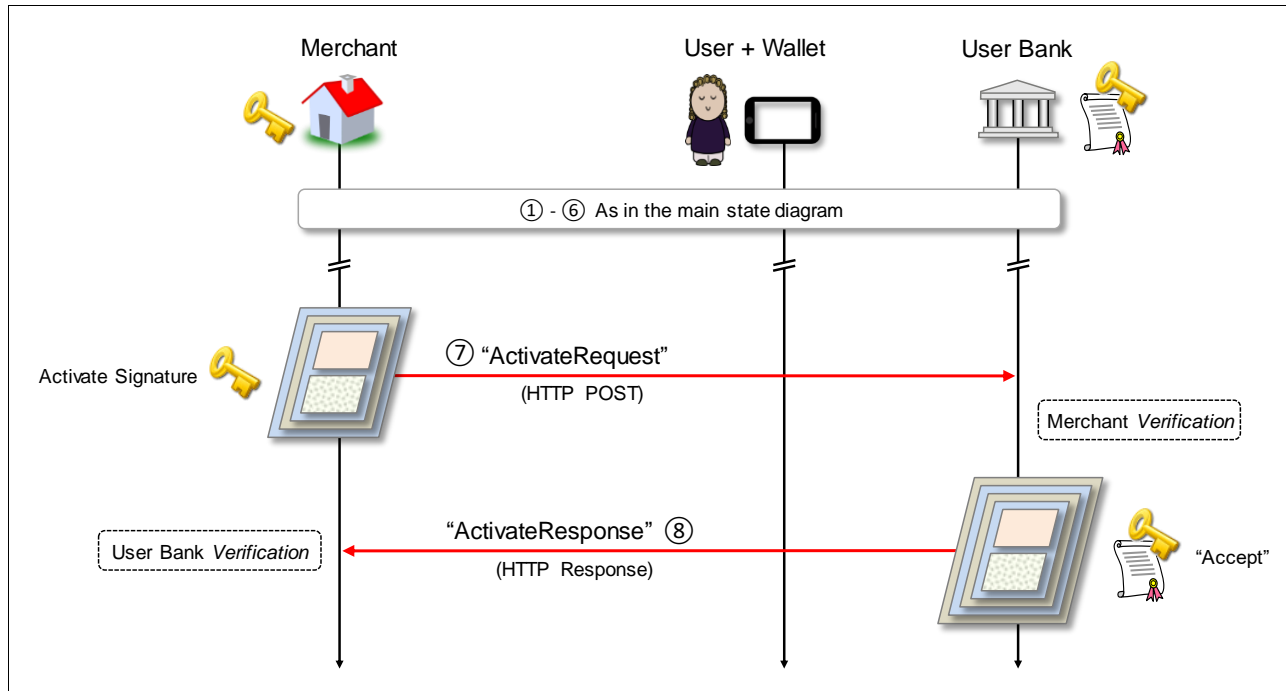 Merchant
User + Wallet
User Bank
① - ⑥ As in the main state diagram
⑦ “ActivateRequest”
(HTTP POST)
Activate Signature
Merchant Verification
“ActivateResponse” ⑧
(HTTP Response)
User Bank Verification
“Accept”